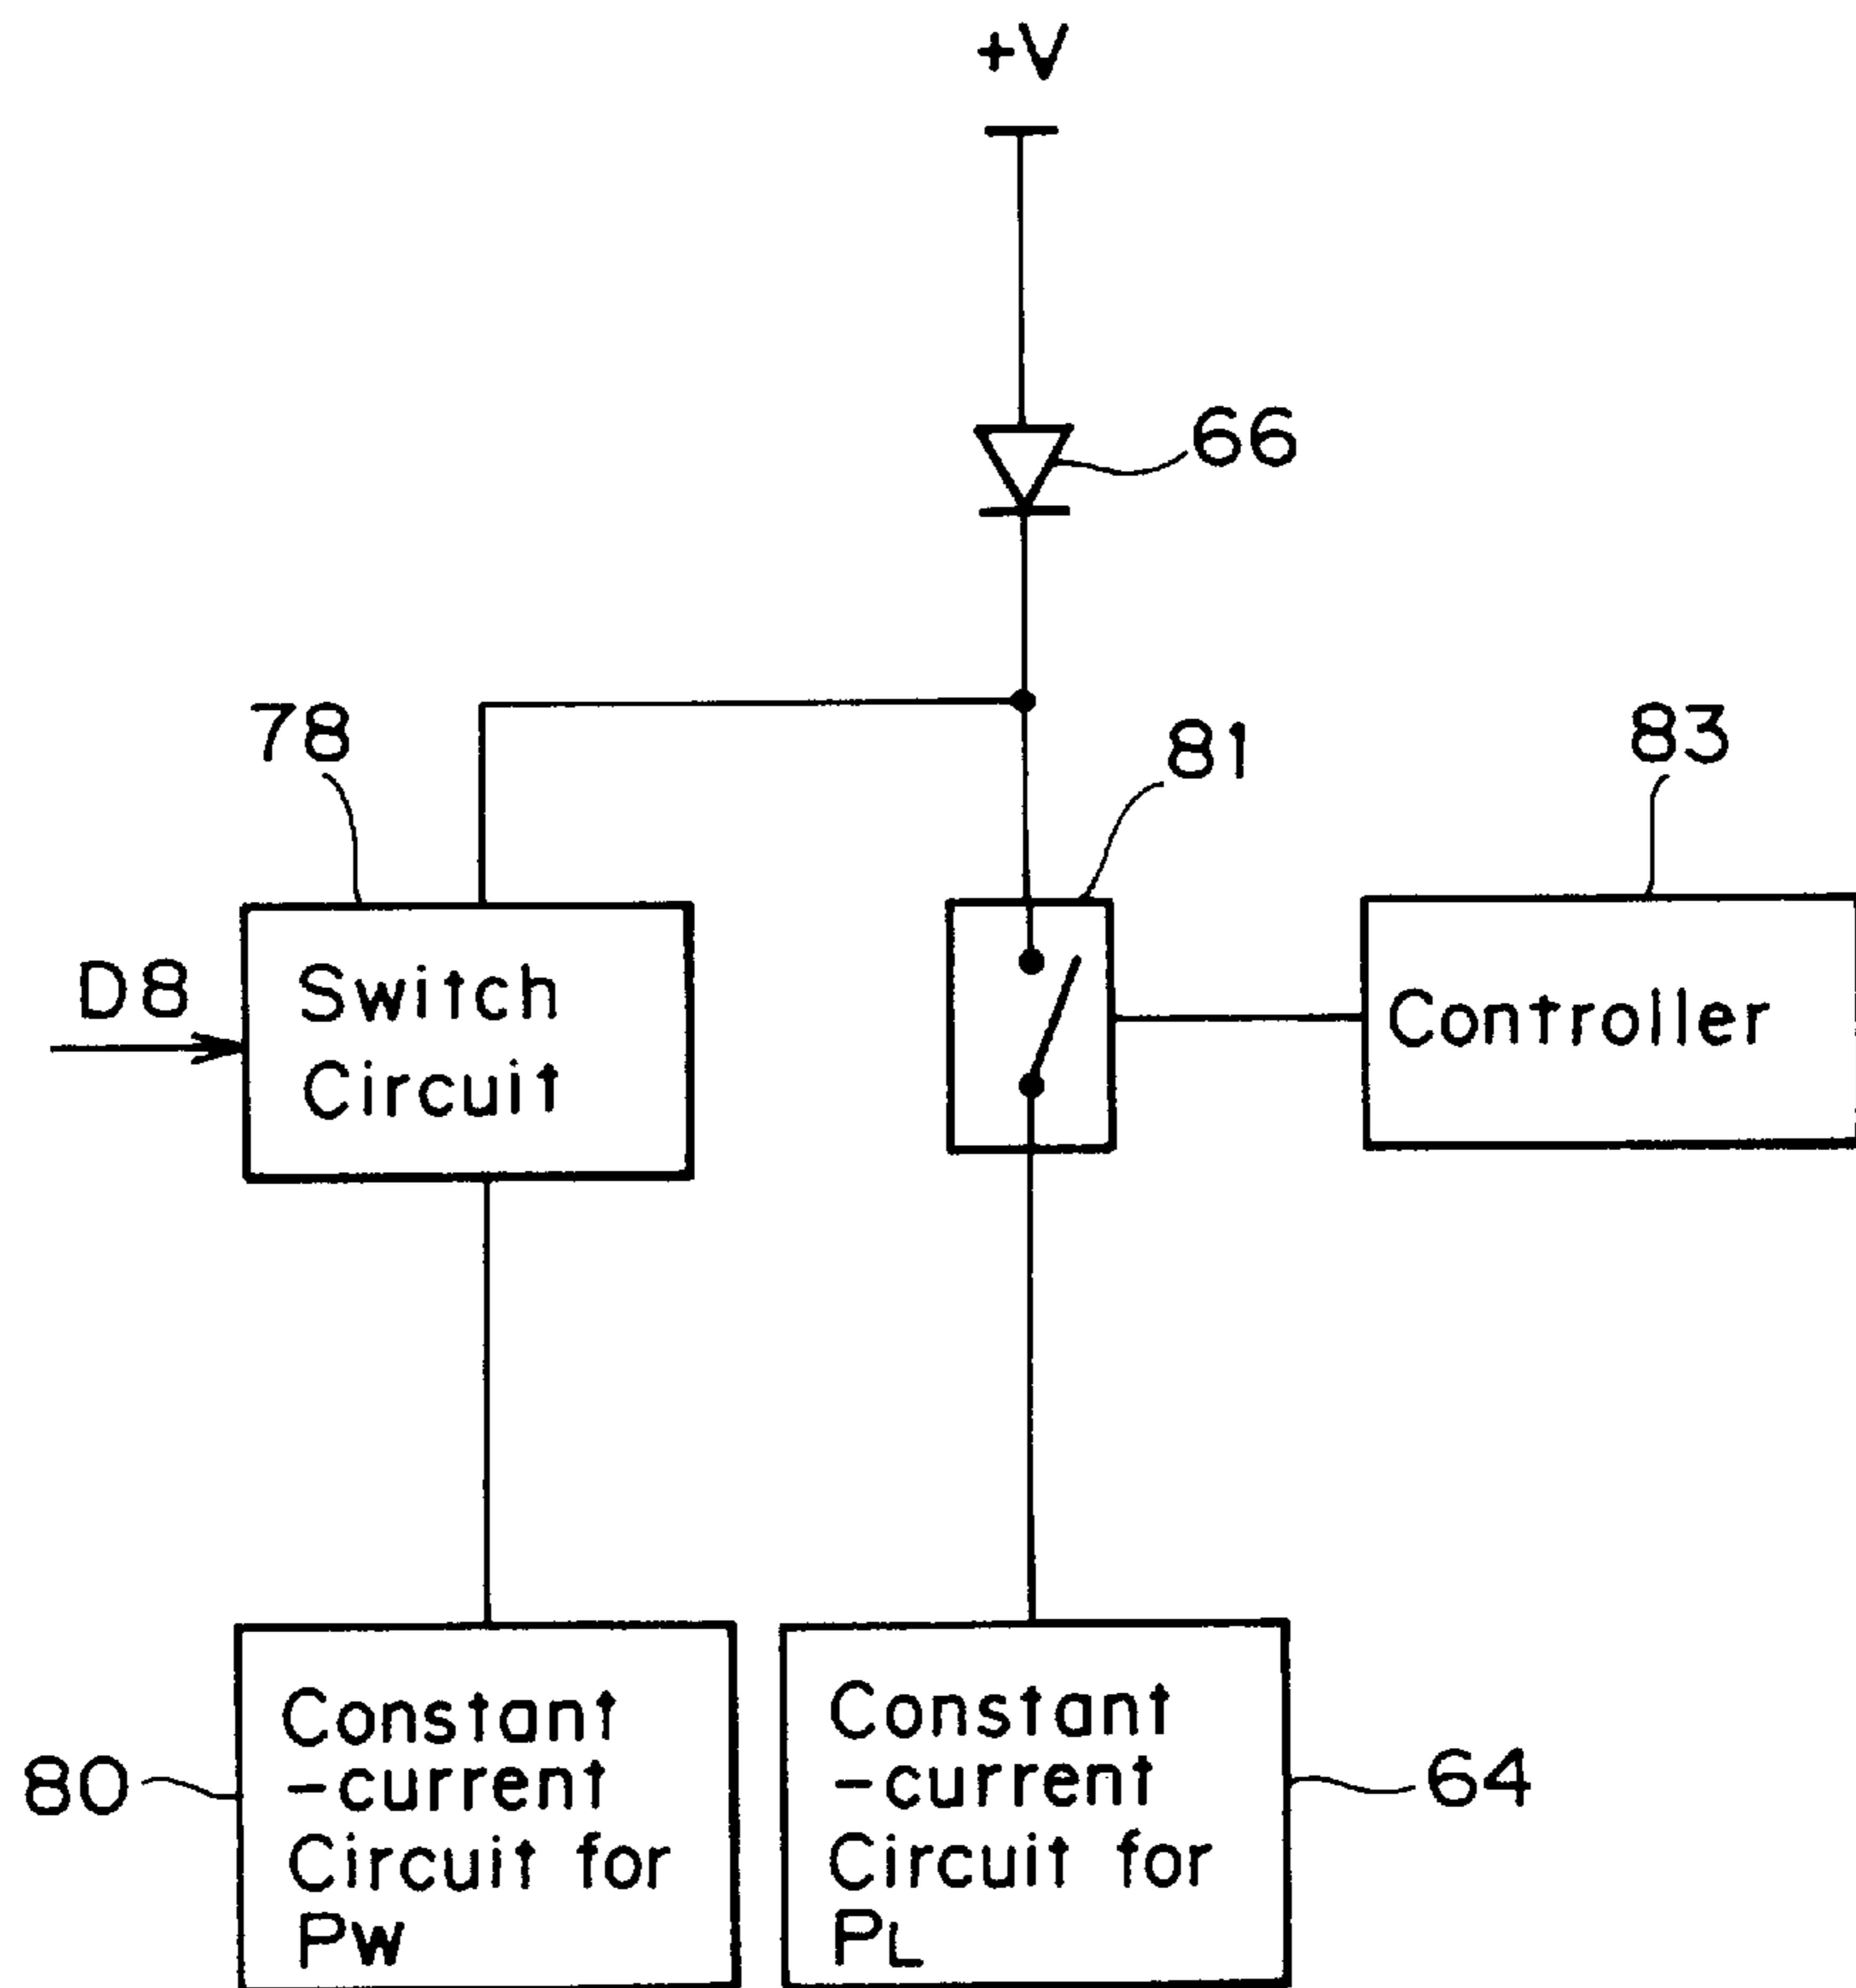 +V
66
78
81
83
D8
Switch
Circuit
Controller
Constant
-current
Circuit for
PW
80
Constant
-current
Circuit for
PL
64